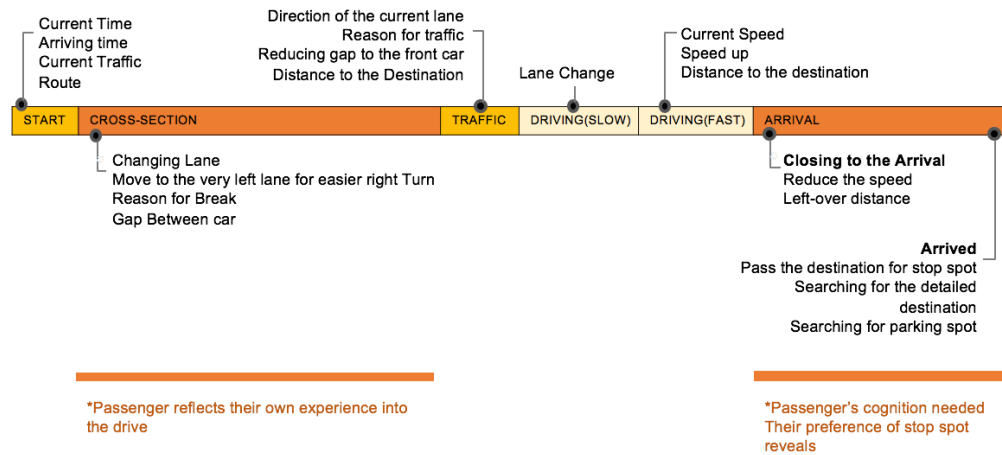 Current Time
Arriving time
Current Traffic
Route
Direction of the current lane
Reason for traffic
Reducing gap to the front car
Distance to the Destination
Lane Change
Current Speed
Speed up
Distance to the destination
START
CROSS-SECTION
TRAFFIC
DRIVING(SLOW)
DRIVING(FAST)
ARRIVAL
Changing Lane
Move to the very left lane for easier right Turn
Reason for Break
Gap Between car
Closing to the Arrival
Reduce the speed
Left-over distance
Arrived
Pass the destination for stop spot
Searching for the detailed
destination
Searching for parking spot
*Passenger reflects their own experience into
the drive
*Passenger's cognition needed
Their preference of stop spot
reveals